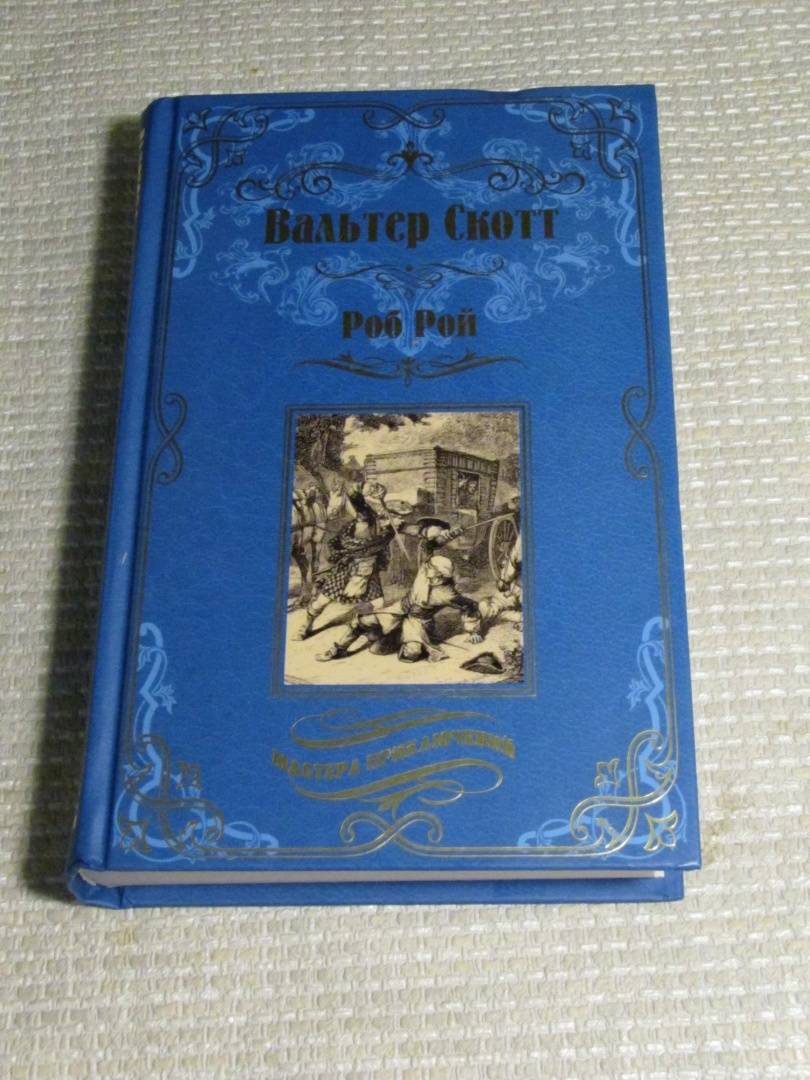 Вальтер Скотт
Роб Рой
МАСТЕРА ПРИКЛЮЧЕНИЙ